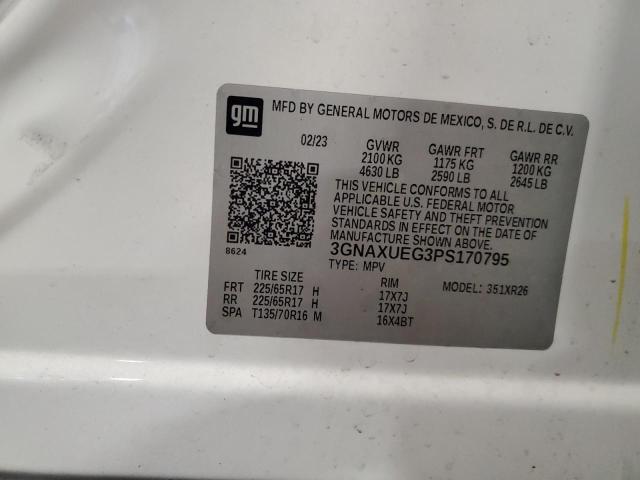 gm
MFD BY GENERAL MOTORS DE MEXICO, S. DE R.L. DE C.V.
02/23 GVWR GAWR FRT GAWR RR
2100 KG 1175 KG 1200 KG
4630 LB 2590 LB 2645 LB
THIS VEHICLE CONFORMS TO ALL
APPLICABLE U.S. FEDERAL MOTOR
VEHICLE SAFETY AND THEFT PREVENTION
STANDARDS IN EFFECT ON THE DATE OF
MANUFACTURE SHOWN ABOVE.
8624 3GNAXUEG3PS170795
TYPE: MPV
TIRE SIZE RIM MODEL: 351XR26
FRT 225/65R17 H 17X7J
RR 225/65R17 H 17X7J
SPA T135/70R16 M 16X4BT